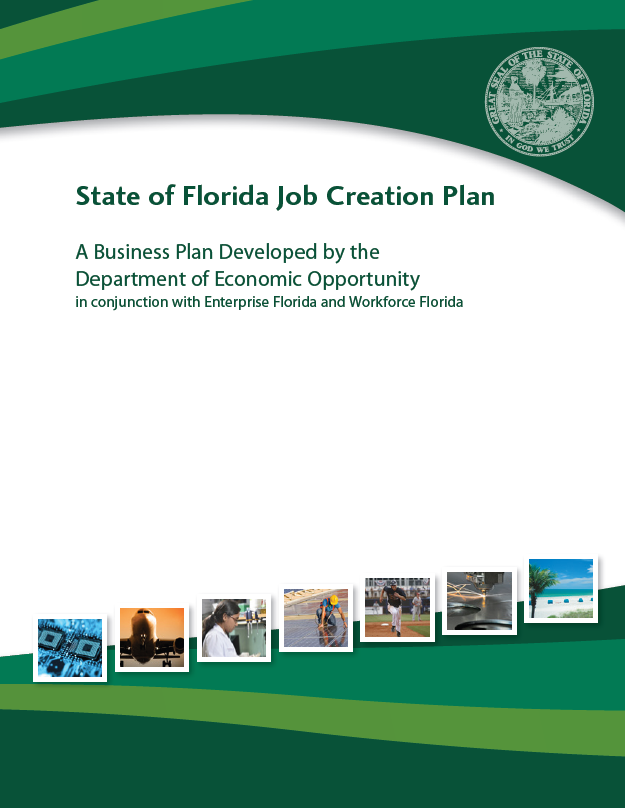 GREAT SEAL OF THE STATE OF FLORIDA
IN GOD WE TRUST
State of Florida Job Creation Plan
A Business Plan Developed by the
Department of Economic Opportunity
in conjunction with Enterprise Florida and Workforce Florida